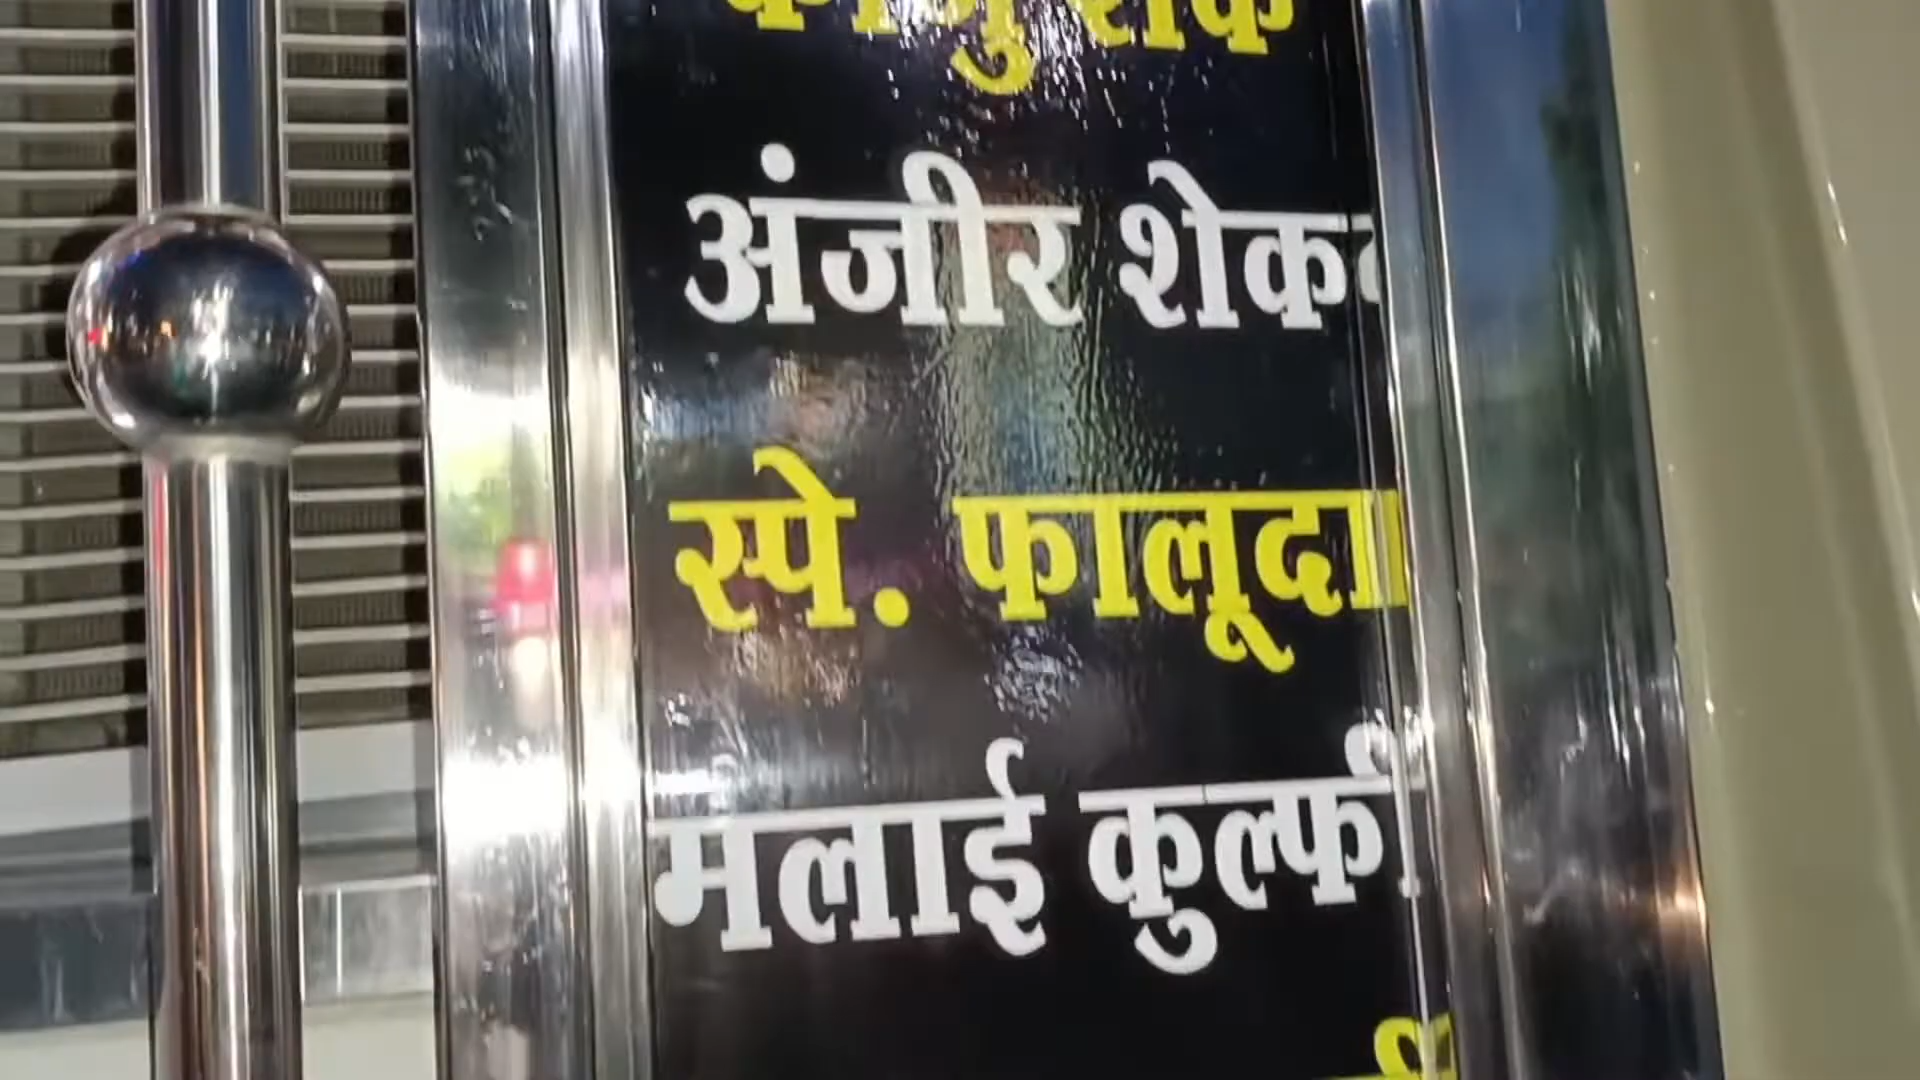 अंजीर शेक
स्पे. फालूदा
मलाई कुल्फी